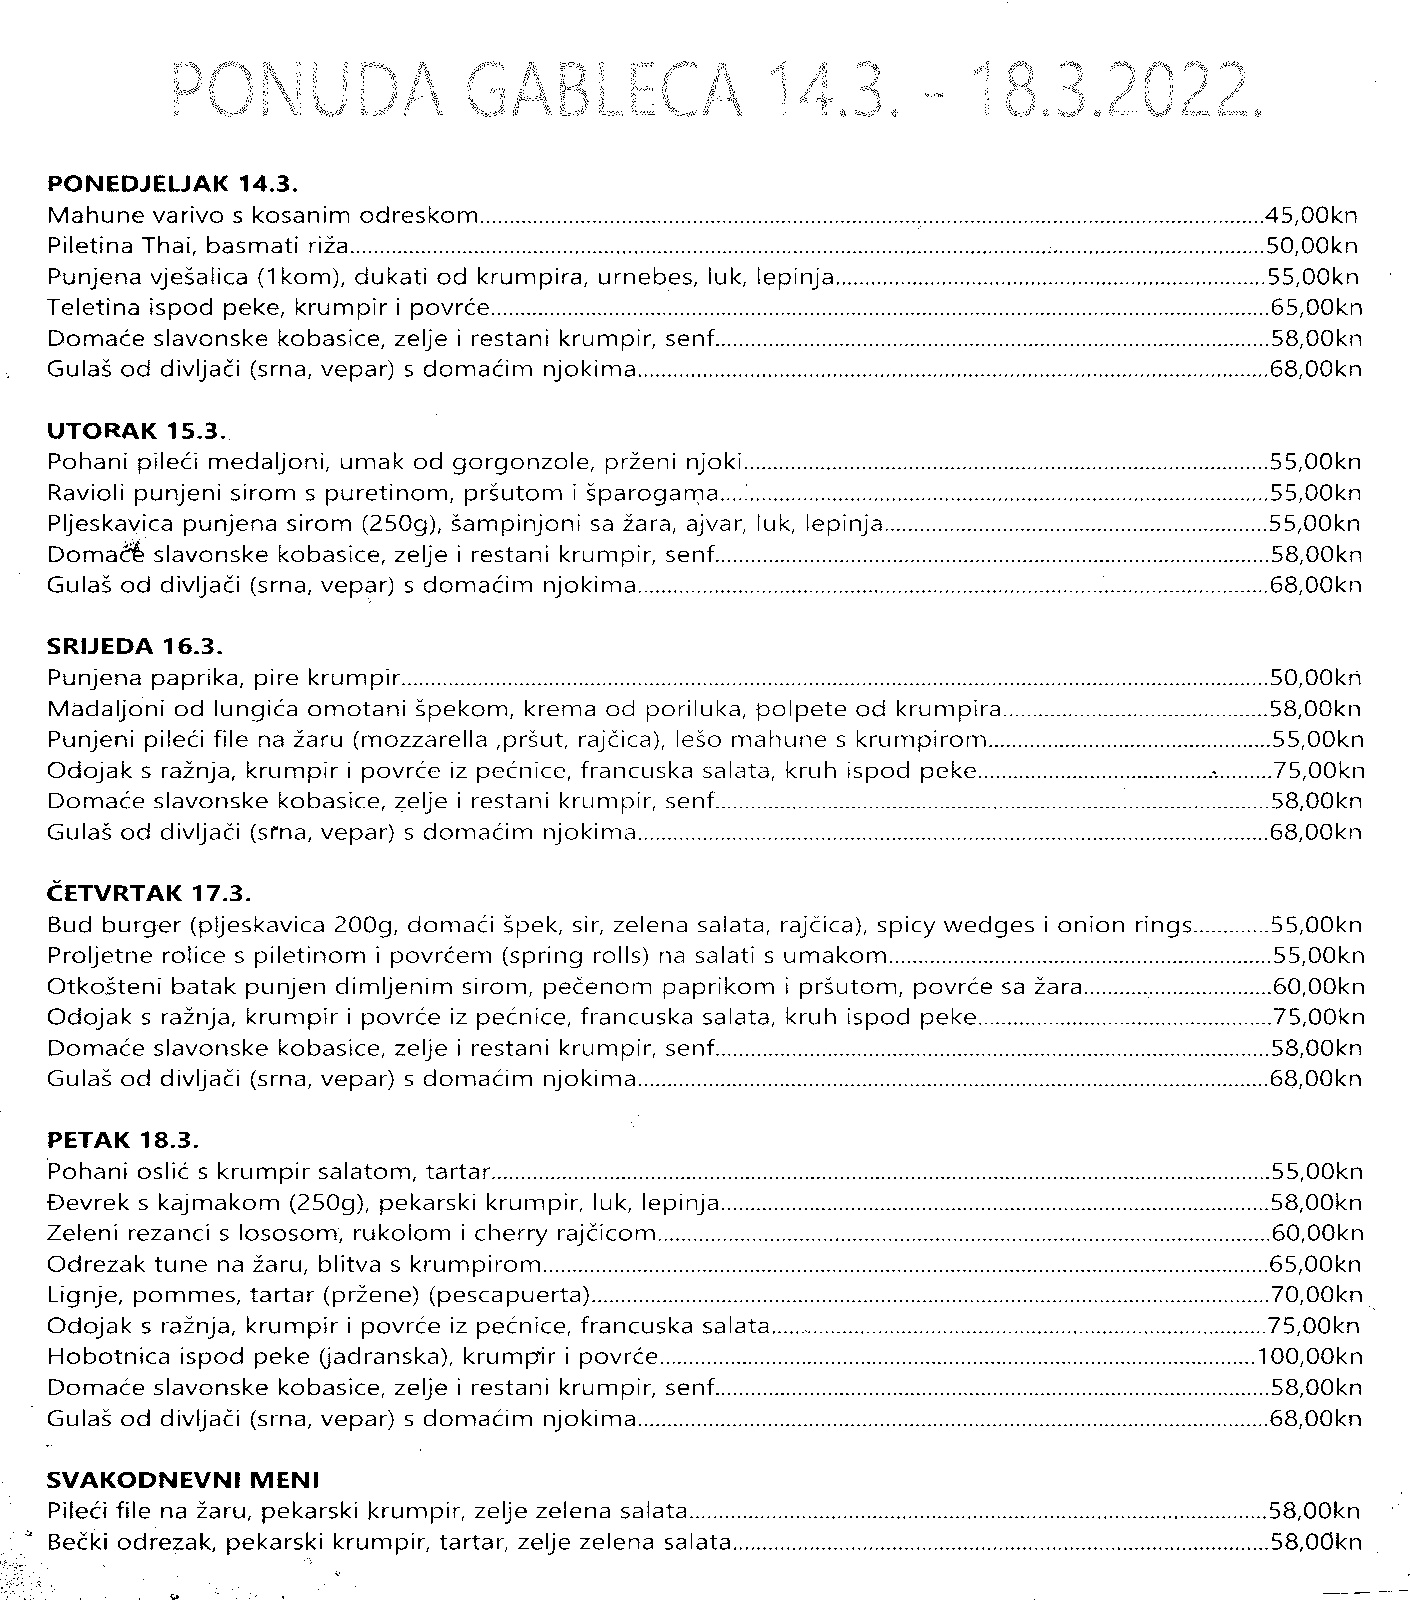 PONUDA GABLECA 14.3. - 18.3.2022.
PONEDJELJAK 14.3.
Mahune varivo s kosanim odreskom..........45,00kn
Piletina Thai, basmati riža..........50,00kn
Punjena vješalica (1kom), dukati od krumpira, urnebes, luk, lepinja..........55,00kn
Teletina ispod peke, krumpir i povrće..........65,00kn
Domaće slavonske kobasice, zelje i restani krumpir, senf..........58,00kn
Gulaš od divljači (srna, vepar) s domaćim njokima..........68,00kn
UTORAK 15.3.
Pohani pileći medaljoni, umak od gorgonzole, prženi njoki..........55,00kn
Ravioli punjeni sirom s puretinom, pršutom i šparogama..........55,00kn
Pljeskavica punjena sirom (250g), šampinjoni sa žara, ajvar, luk, lepinja..........55,00kn
Domaće slavonske kobasice, zelje i restani krumpir, senf..........58,00kn
Gulaš od divljači (srna, vepar) s domaćim njokima..........68,00kn
SRIJEDA 16.3.
Punjena paprika, pire krumpir..........50,00kn
Madaljoni od lungića omotani špekom, krema od poriluka, polpete od krumpira..........58,00kn
Punjeni pileći file na žaru (mozzarella ,pršut, rajčica), lešo mahune s krumpirom..........55,00kn
Odojak s ražnja, krumpir i povrće iz pećnice, francuska salata, kruh ispod peke..........75,00kn
Domaće slavonske kobasice, zelje i restani krumpir, senf..........58,00kn
Gulaš od divljači (srna, vepar) s domaćim njokima..........68,00kn
ČETVRTAK 17.3.
Bud burger (pljeskavica 200g, domaći špek, sir, zelena salata, rajčica), spicy wedges i onion rings..........55,00kn
Proljetne rolice s piletinom i povrćem (spring rolls) na salati s umakom..........55,00kn
Otkošteni batak punjen dimljenim sirom, pečenom paprikom i pršutom, povrće sa žara..........60,00kn
Odojak s ražnja, krumpir i povrće iz pećnice, francuska salata, kruh ispod peke..........75,00kn
Domaće slavonske kobasice, zelje i restani krumpir, senf..........58,00kn
Gulaš od divljači (srna, vepar) s domaćim njokima..........68,00kn
PETAK 18.3.
Pohani oslić s krumpir salatom, tartar..........55,00kn
Đevrek s kajmakom (250g), pekarski krumpir, luk, lepinja..........58,00kn
Zeleni rezanci s lososom, rukolom i cherry rajčicom..........60,00kn
Odrezak tune na žaru, blitva s krumpirom..........65,00kn
Lignje, pommes, tartar (pržene) (pescapuerta)..........70,00kn
Odojak s ražnja, krumpir i povrće iz pećnice, francuska salata..........75,00kn
Hobotnica ispod peke (jadranska), krumpir i povrće..........100,00kn
Domaće slavonske kobasice, zelje i restani krumpir, senf..........58,00kn
Gulaš od divljači (srna, vepar) s domaćim njokima..........68,00kn
SVAKODNEVNI MENI
Pileći file na žaru, pekarski krumpir, zelje zelena salata..........58,00kn
Bečki odrezak, pekarski krumpir, tartar, zelje zelena salata..........58,00kn